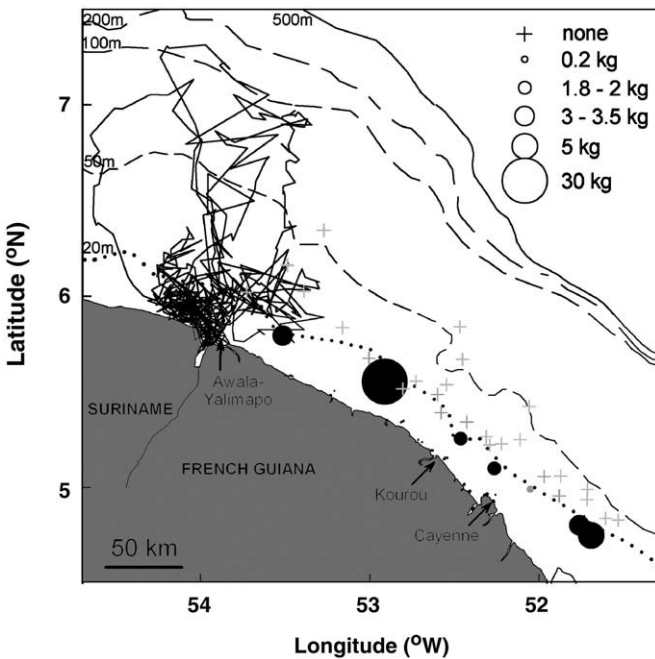 200m
500m
100m
50m
20m
none
0.2 kg
1.8 - 2 kg
3 - 3.5 kg
5 kg
30 kg
7
6
5
Latitude (ᴼN)
Awala-
Yalimapo
SURINAME
FRENCH GUIANA
Kourou
Cayenne
50 km
54
53
52
Longitude (ᴼW)